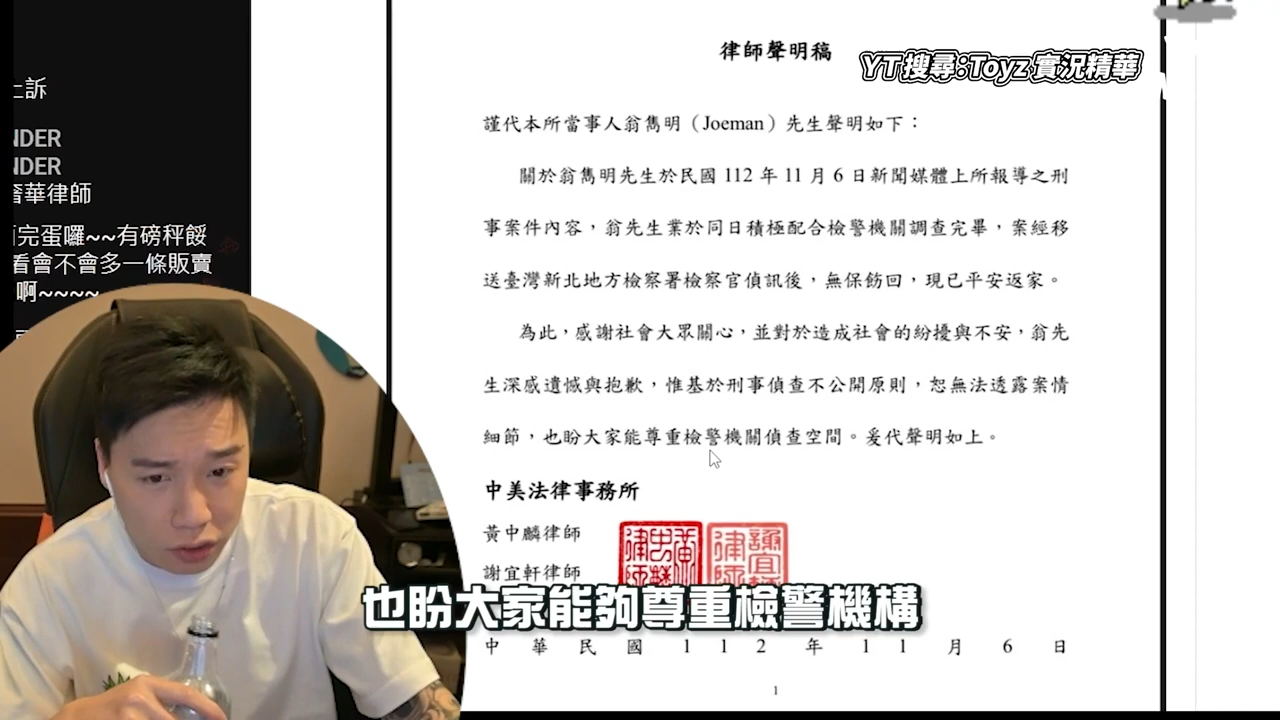 上訴
NDER
NDER
奢華律師
完蛋囉~~有磅秤餒
看會不會多一條販賣
啊~~~~
律師聲明稿
YT搜尋:Toyz 實況精華
謹代本所當事人翁雋明（Joeman）先生聲明如下：
關於翁雋明先生於民國 112 年 11 月 6 日新聞媒體上所報導之刑
事案件內容，翁先生業於同日積極配合檢警機關調查完畢，案經移
送臺灣新北地方檢察署檢察官偵訊後，無保飭回，現已平安返家。
為此，感謝社會大眾關心，並對於造成社會的紛擾與不安，翁先
生深感遺憾與抱歉，惟基於刑事偵查不公開原則，恕無法透露案情
細節，也盼大家能尊重檢警機關偵查空間。爰代聲明如上。
中美法律事務所
黃中麟律師
謝宜軒律師
也盼大家能夠尊重檢警機構
中華民國112年11月6日
1